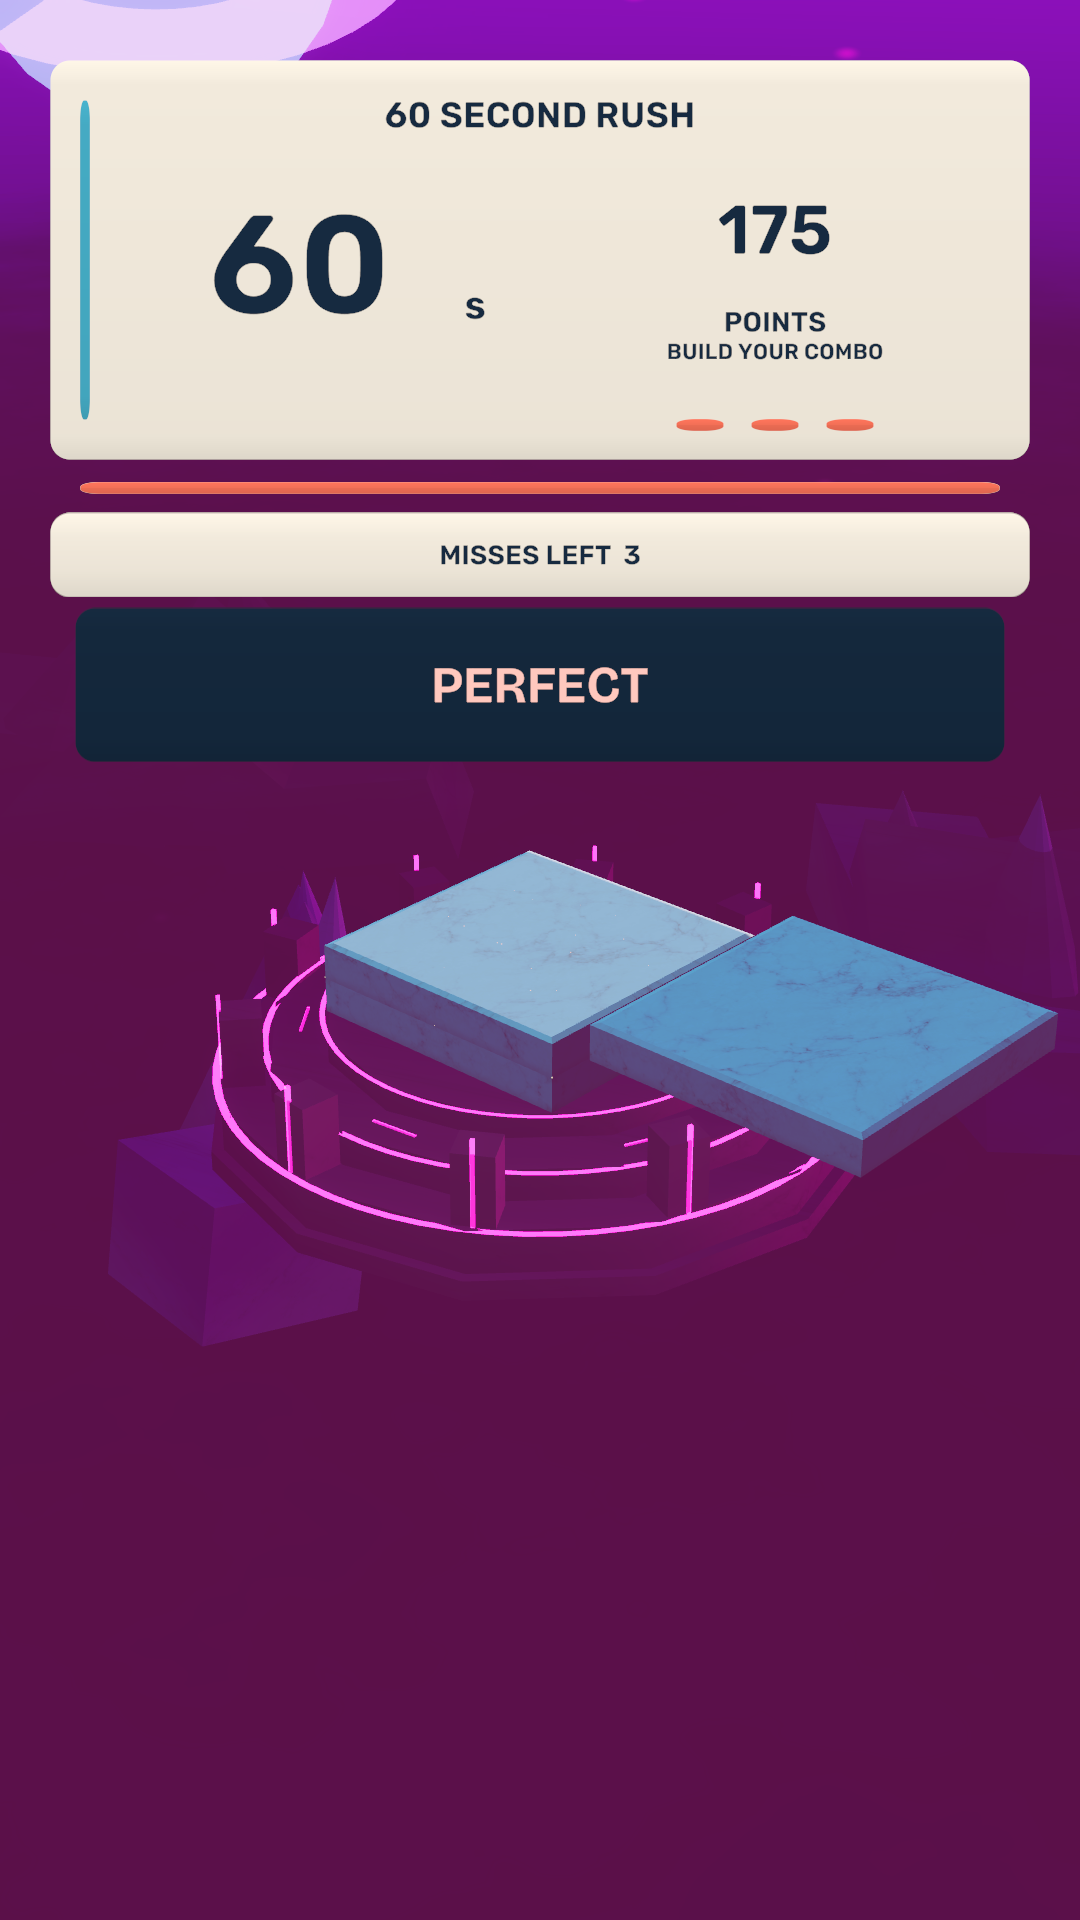 60 SECOND RUSH
60 s
175
POINTS
BUILD YOUR COMBO
MISSES LEFT 3
PERFECT